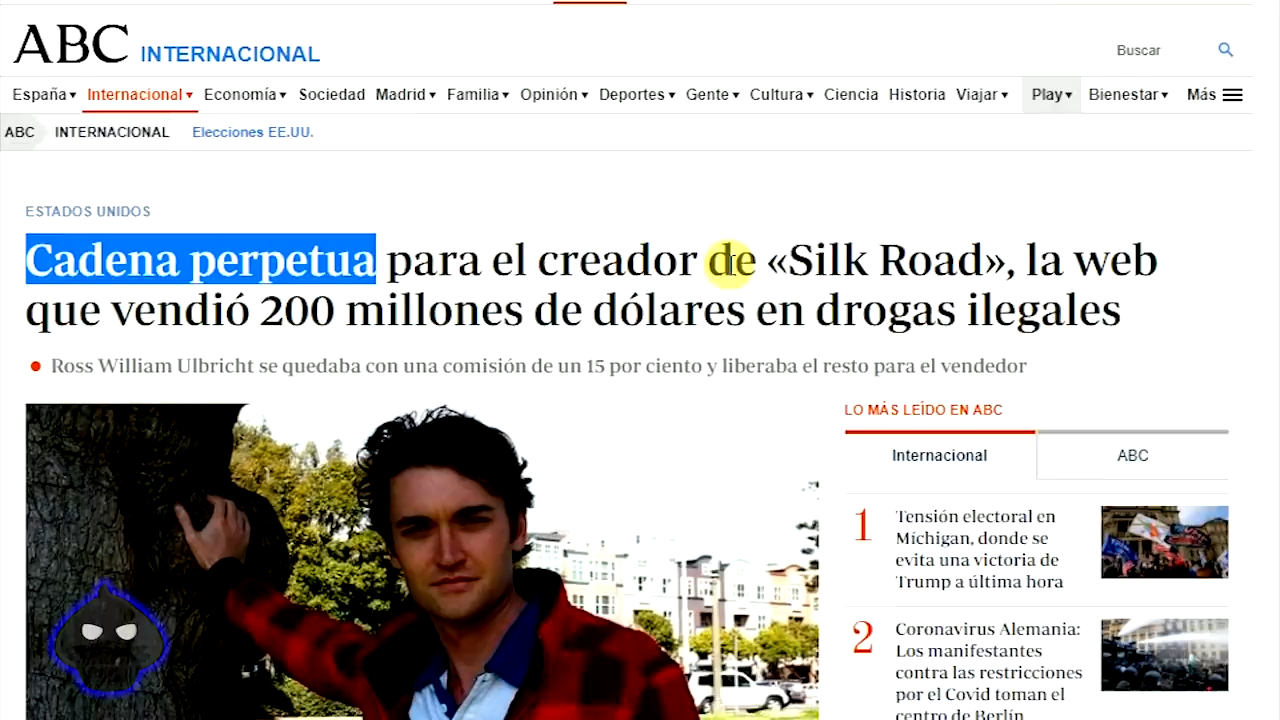 ABC INTERNACIONAL
Buscar
España Internacional Economía Sociedad Madrid Familia Opinión Deportes Gente Cultura Ciencia Historia Viajar Play Bienestar Más
ABC INTERNACIONAL Elecciones EE.UU.
ESTADOS UNIDOS
Cadena perpetua para el creador de «Silk Road», la web
que vendió 200 millones de dólares en drogas ilegales
Ross William Ulbricht se quedaba con una comisión de un 15 por ciento y liberaba el resto para el vendedor
LO MÁS LEÍDO EN ABC
Internacional ABC
1 Tensión electoral en
Míchigan, donde se
evita una victoria de
Trump a última hora
2 Coronavirus Alemania:
Los manifestantes
contra las restricciones
por el Covid toman el
centro de Berlín